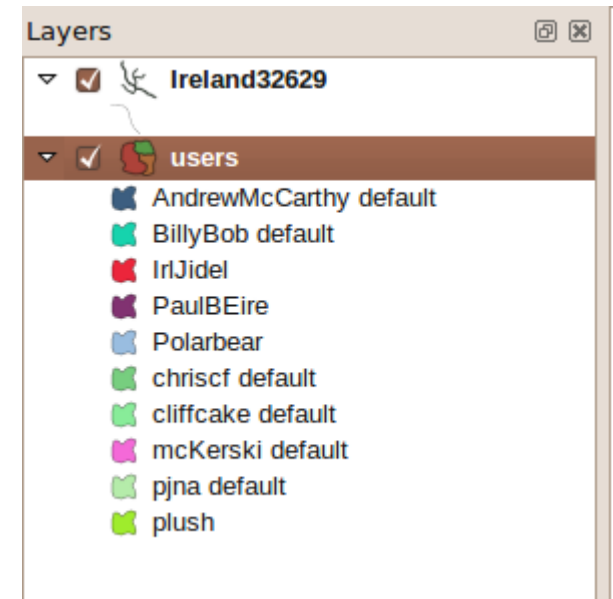 Layers
Ireland32629
users
AndrewMcCarthy default
BillyBob default
IrlJidel
PaulBEire
Polarbear
chriscf default
cliffcake default
mcKerski default
pjna default
plush